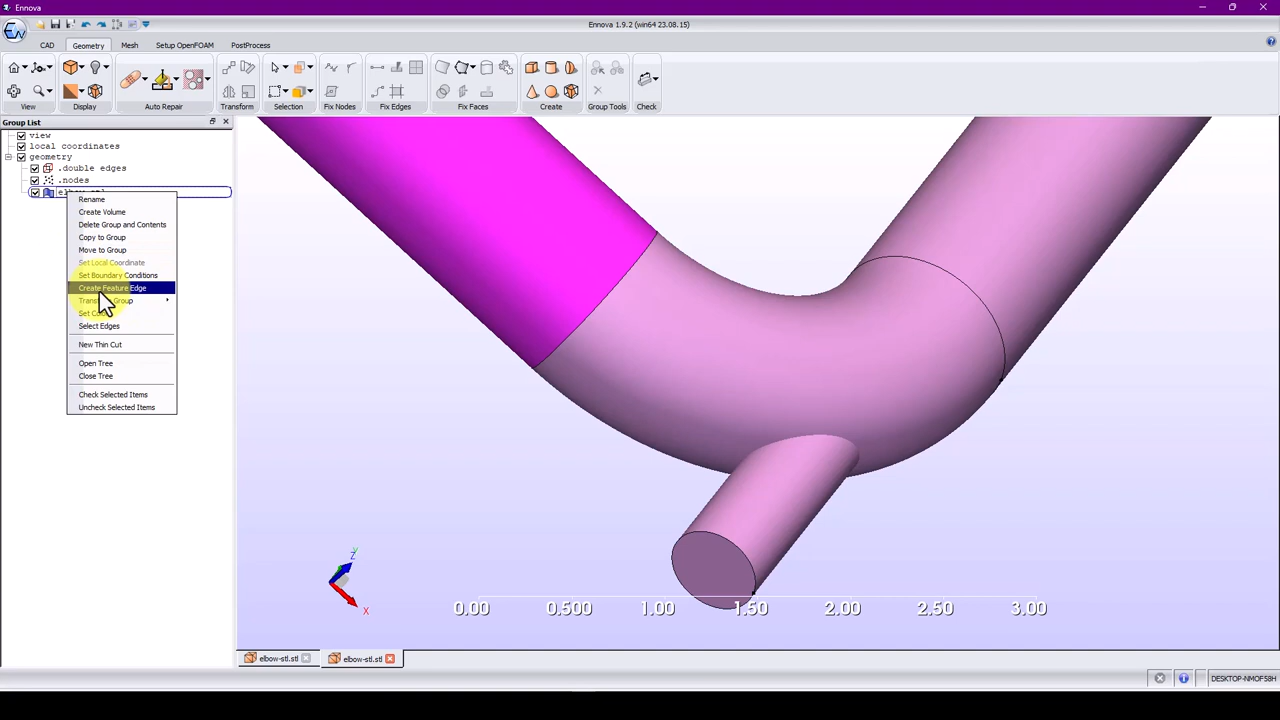 Ennova
Ennova 1.9.2 (win64 23.08.15)
CAD Geometry Mesh Setup OpenFOAM PostProcess
View Display Auto Repair Transform Selection Fix Nodes Fix Edges Fix Faces Create Group Tools Check
Group List
view
local coordinates
geometry
.double edges
.nodes
Rename
Create Volume
Delete Group and Contents
Copy to Group
Move to Group
Set Local Coordinate
Set Boundary Conditions
Create Feature Edge
Group
Set
Select Edges
New Thin Cut
Open Tree
Close Tree
Check Selected Items
Uncheck Selected Items
Z
X
0.00 0.500 1.00 1.50 2.00 2.50 3.00
elbow-stl.stl elbow-stl.stl
DESKTOP-NMOF58H